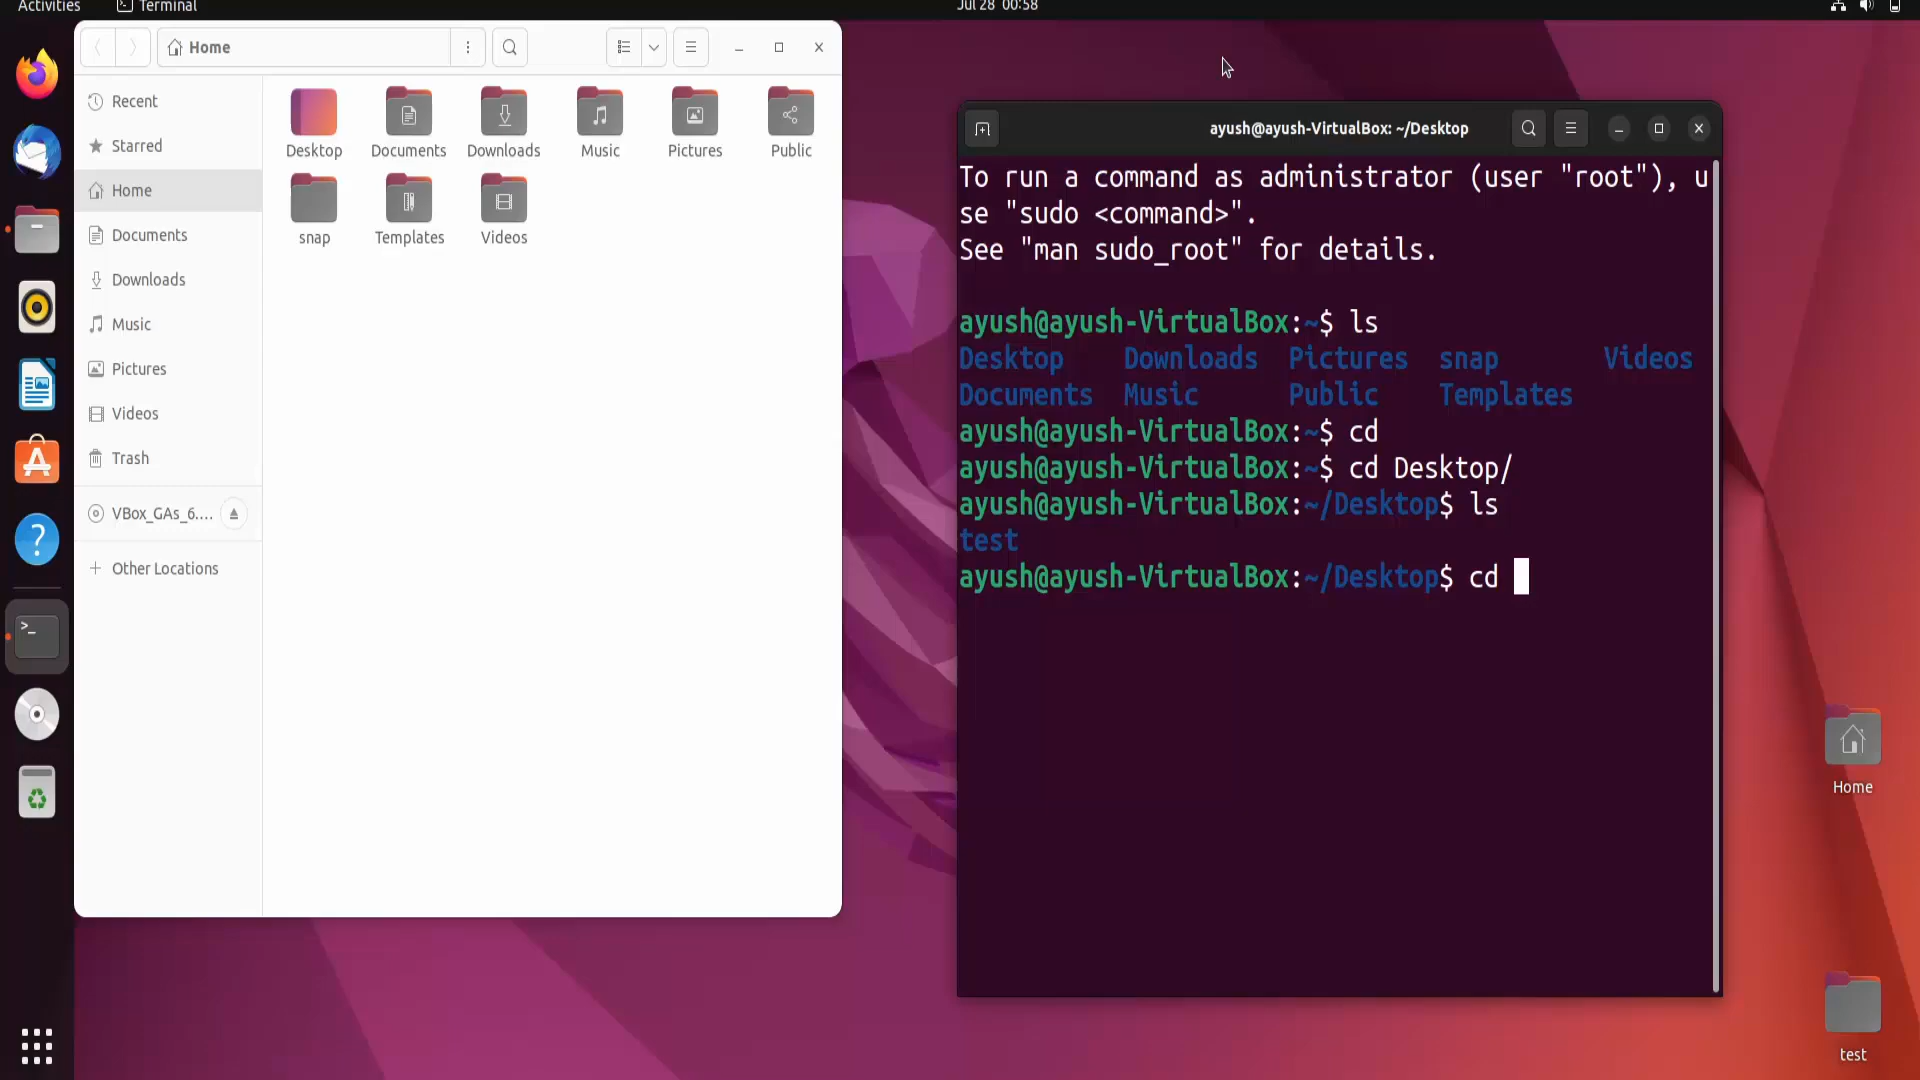 Activities
Terminal
Jul 28 00:58
Home
Recent
Starred
Home
Documents
Downloads
Music
Pictures
Videos
Trash
VBox_GAs_6....
Other Locations
Desktop
Documents
Downloads
Music
Pictures
Public
snap
Templates
Videos
ayush@ayush-VirtualBox: ~/Desktop
To run a command as administrator (user "root"), u
se "sudo <command>".
See "man sudo_root" for details.
ayush@ayush-VirtualBox:~$ ls
Desktop Downloads Pictures snap Videos
Documents Music Public Templates
ayush@ayush-VirtualBox:~$ cd
ayush@ayush-VirtualBox:~$ cd Desktop/
ayush@ayush-VirtualBox:~/Desktop$ ls
test
ayush@ayush-VirtualBox:~/Desktop$ cd
Home
test